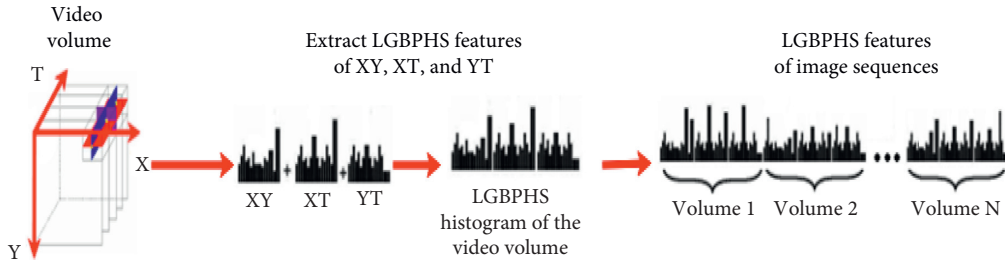 Video
volume
T
X
Y
Extract LGBPHS features
of XY, XT, and YT
XY
+
XT
+
YT
LGBPHS
histogram of the
video volume
LGBPHS features
of image sequences
Volume 1
Volume 2
Volume N